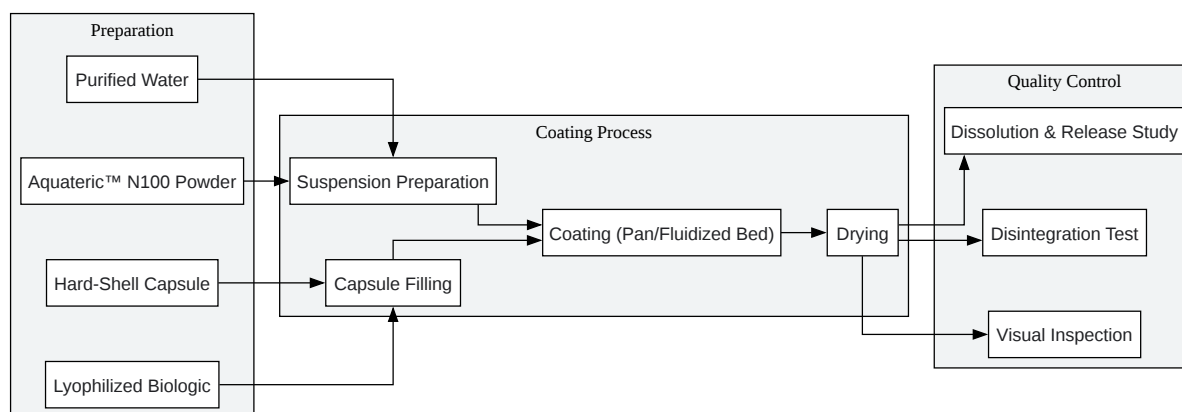 Preparation
Purified Water
Aquateric™ N100 Powder
Hard-Shell Capsule
Lyophilized Biologic
Coating Process
Suspension Preparation
Capsule Filling
Coating (Pan/Fluidized Bed)
Drying
Quality Control
Dissolution & Release Study
Disintegration Test
Visual Inspection